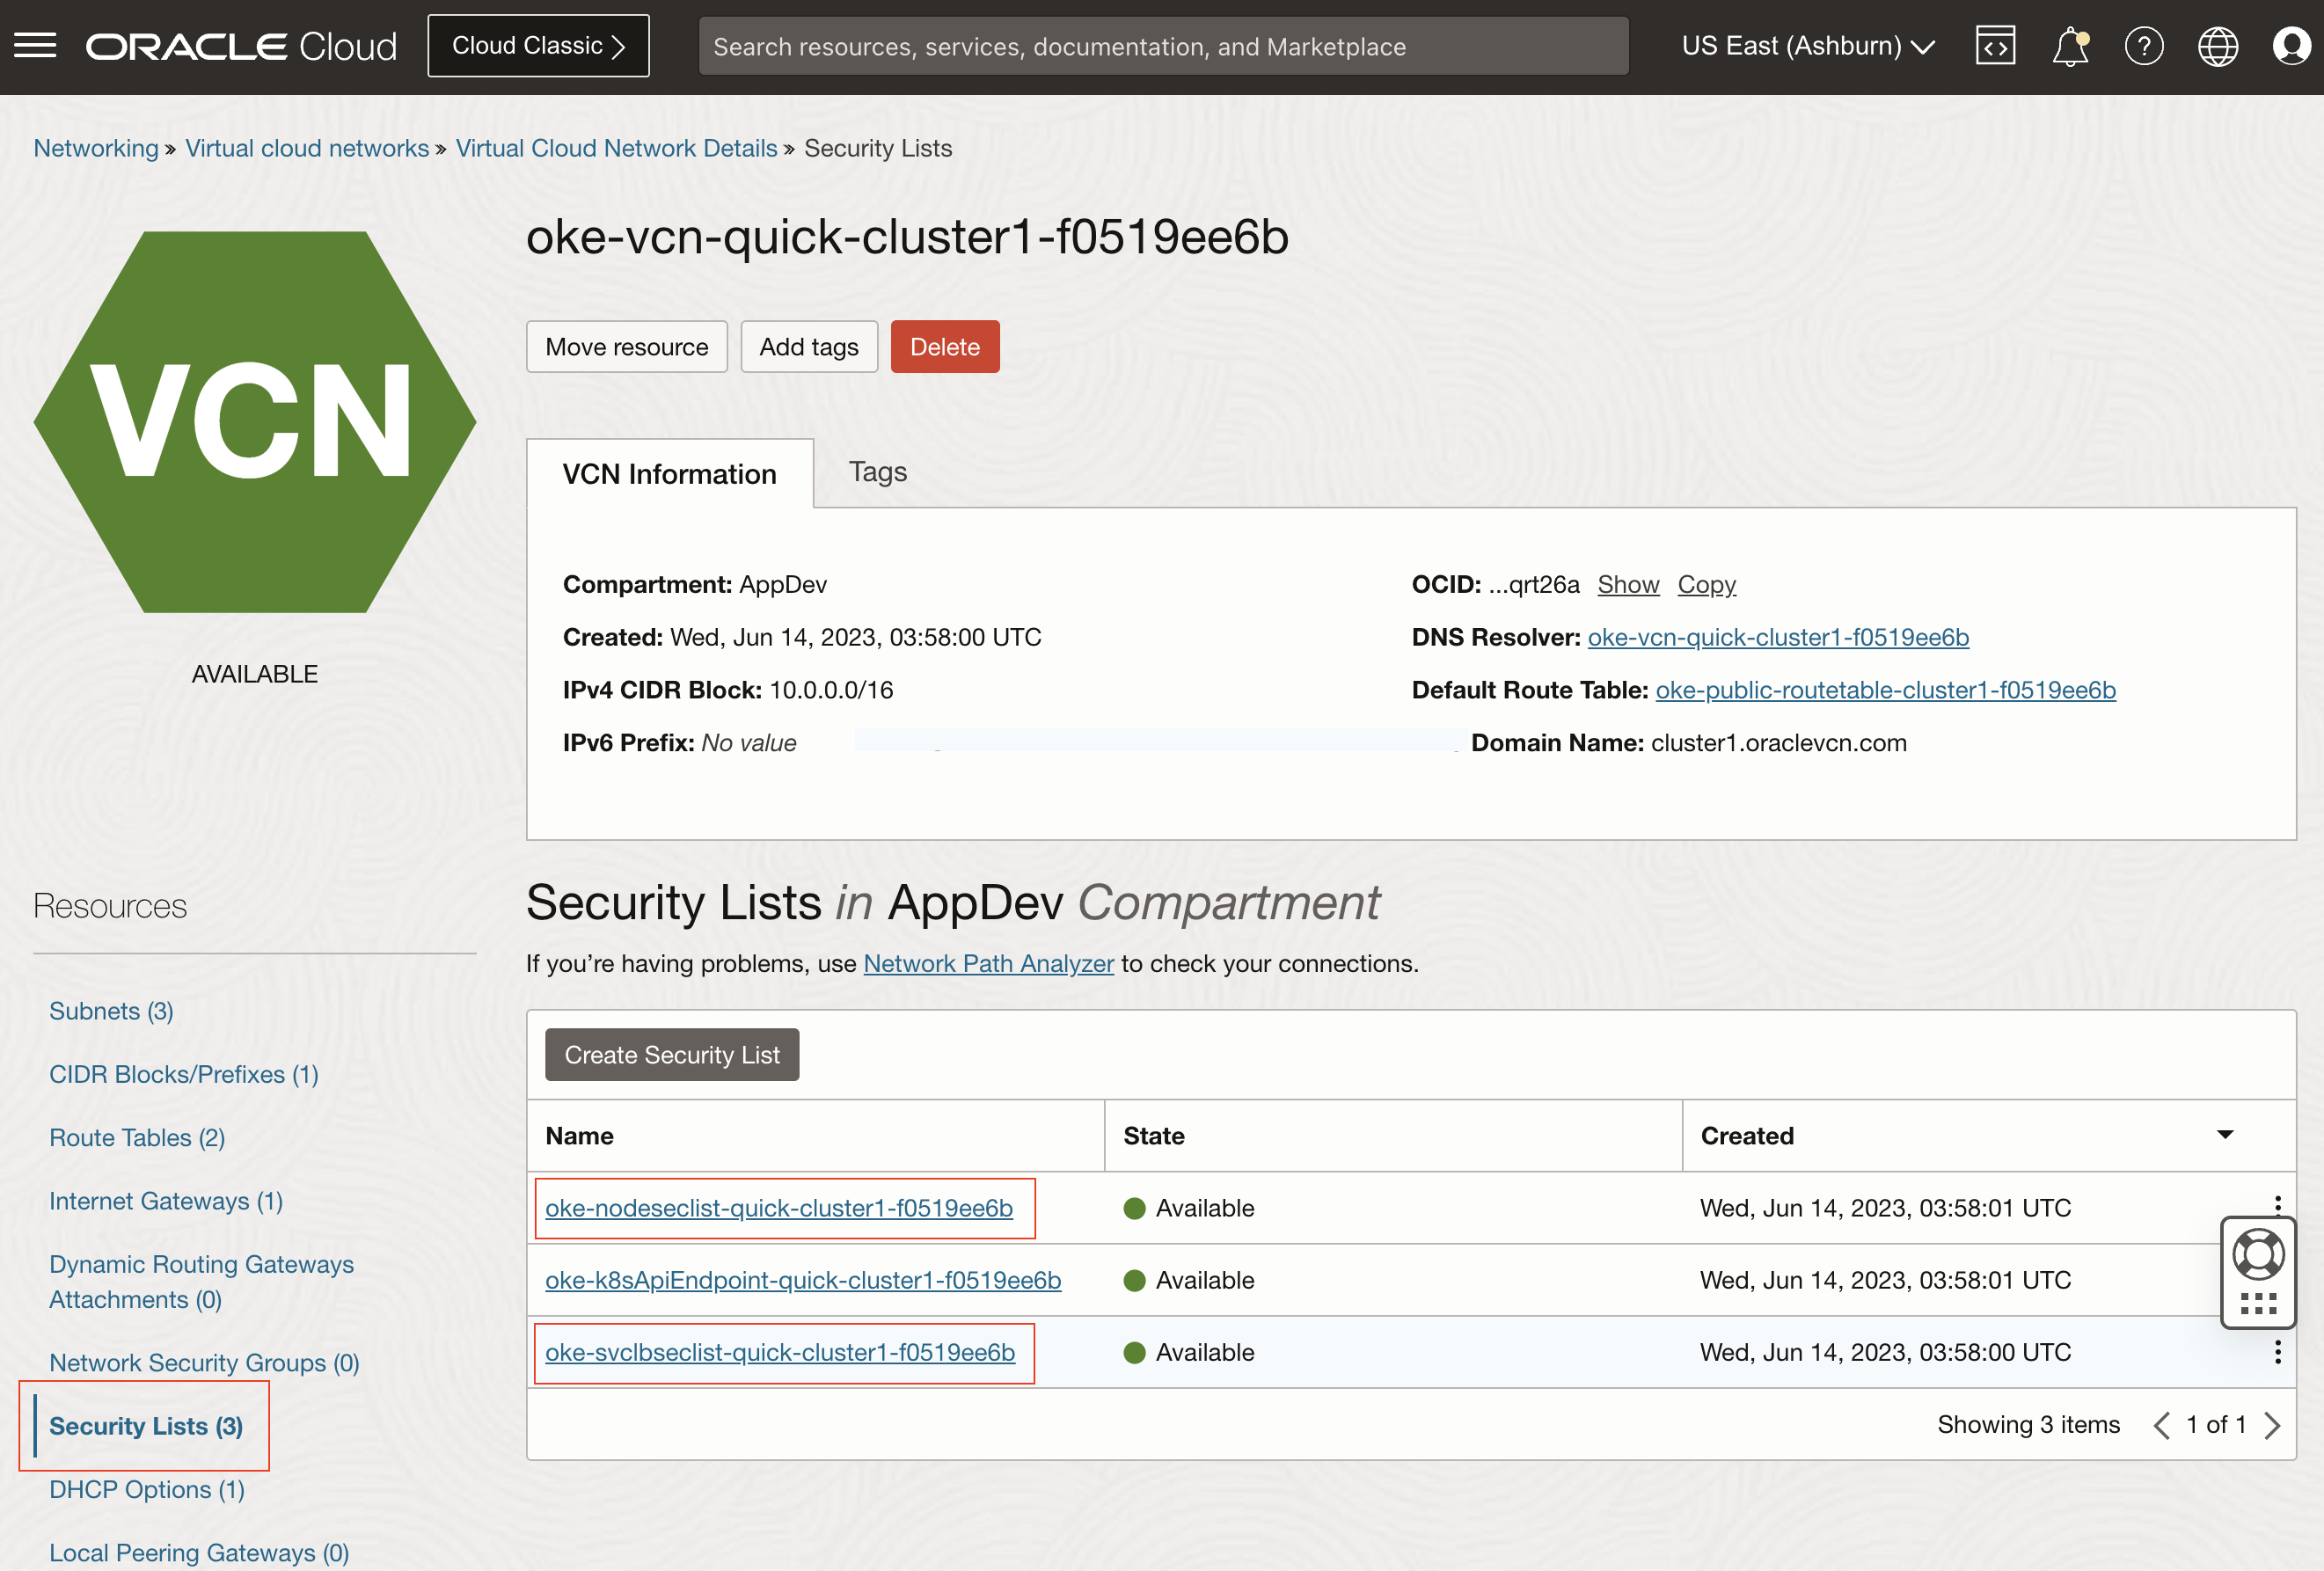 ORACLE Cloud
Cloud Classic
Search resources, services, documentation, and Marketplace
US East (Ashburn)
Networking » Virtual cloud networks » Virtual Cloud Network Details » Security Lists
VCN
AVAILABLE
oke-vcn-quick-cluster1-f0519ee6b
Move resource
Add tags
Delete
VCN Information
Tags
Compartment: AppDev
Created: Wed, Jun 14, 2023, 03:58:00 UTC
IPv4 CIDR Block: 10.0.0.0/16
IPv6 Prefix: No value
OCID: ...qrt26a Show Copy
DNS Resolver: oke-vcn-quick-cluster1-f0519ee6b
Default Route Table: oke-public-routetable-cluster1-f0519ee6b
Domain Name: cluster1.oraclevcn.com
Resources
Subnets (3)
CIDR Blocks/Prefixes (1)
Route Tables (2)
Internet Gateways (1)
Dynamic Routing Gateways
Attachments (0)
Network Security Groups (0)
Security Lists (3)
DHCP Options (1)
Local Peering Gateways (0)
Security Lists in AppDev Compartment
If you’re having problems, use Network Path Analyzer to check your connections.
Create Security List
Name State Created
oke-nodeseclist-quick-cluster1-f0519ee6b Available Wed, Jun 14, 2023, 03:58:01 UTC
oke-k8sApiEndpoint-quick-cluster1-f0519ee6b Available Wed, Jun 14, 2023, 03:58:01 UTC
oke-svclbseclist-quick-cluster1-f0519ee6b Available Wed, Jun 14, 2023, 03:58:00 UTC
Showing 3 items 1 of 1